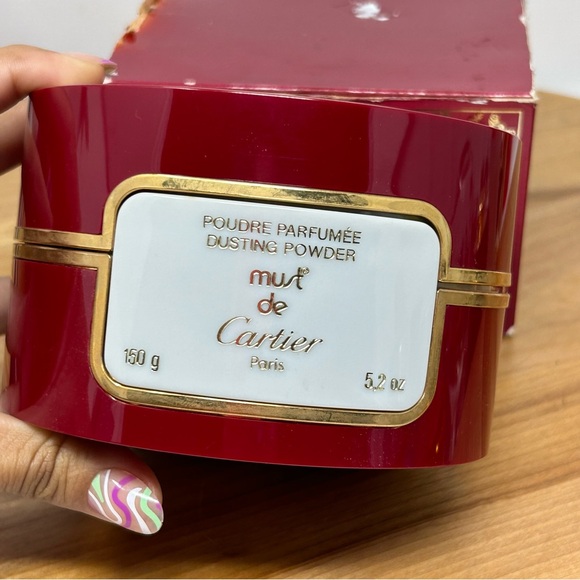 POUDRE PARFUMÉE
DUSTING POWDER
must®
de
Cartier
Paris
150 g
5,2 oz